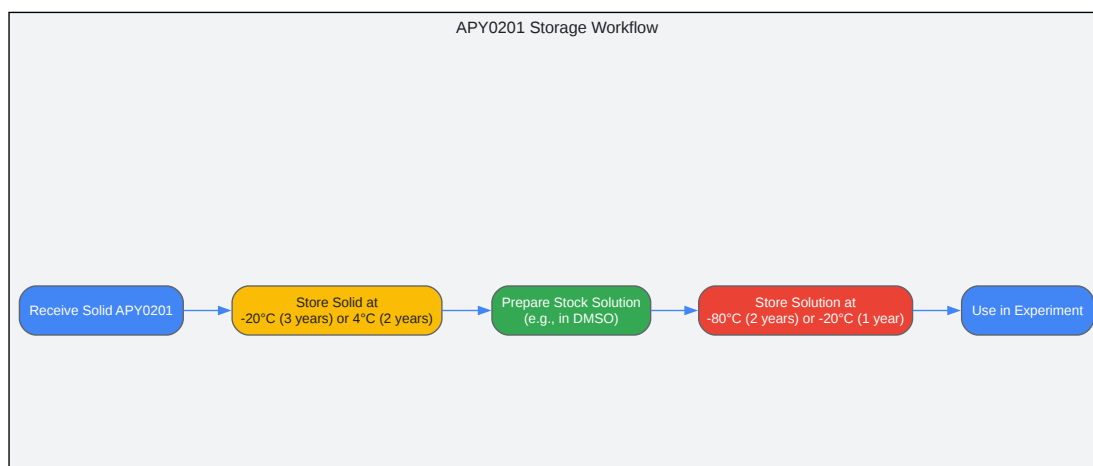 APY0201 Storage Workflow
Receive Solid APY0201
Store Solid at
-20°C (3 years) or 4°C (2 years)
Prepare Stock Solution
(e.g., in DMSO)
Store Solution at
-80°C (2 years) or -20°C (1 year)
Use in Experiment